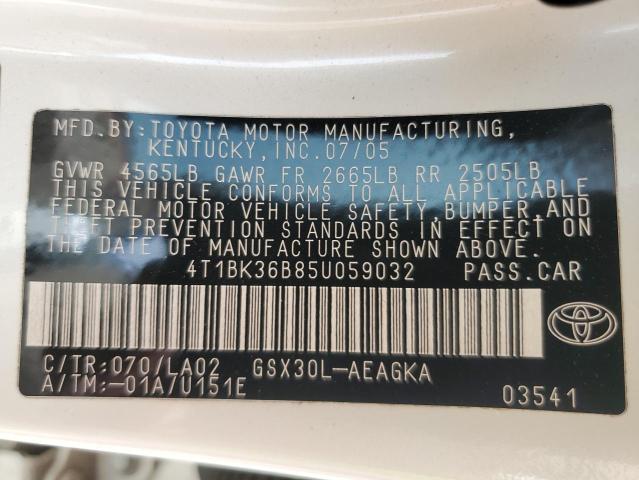 MFD.BY:TOYOTA MOTOR MANUFACTURING,
KENTUCKY,INC.07/05
GVWR 4565LB GAWR FR 2665LB RR 2505LB
THIS VEHICLE CONFORMS TO ALL APPLICABLE
FEDERAL MOTOR VEHICLE SAFETY,BUMPER,AND
THEFT PREVENTION STANDARDS IN EFFECT ON
THE DATE OF MANUFACTURE SHOWN ABOVE.
4T1BK36B85U059032 PASS.CAR
C/TR:070/LA02 GSX30L-AEAGKA
A/TM:-01A/U151E 03541